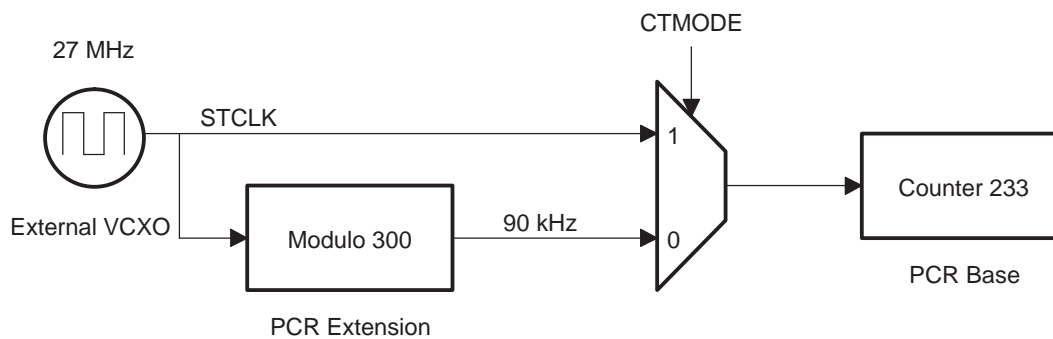 CTMODE
27 MHz
STCLK
1
Counter 233
External VCXO
Modulo 300
90 kHz
0
PCR Base
PCR Extension